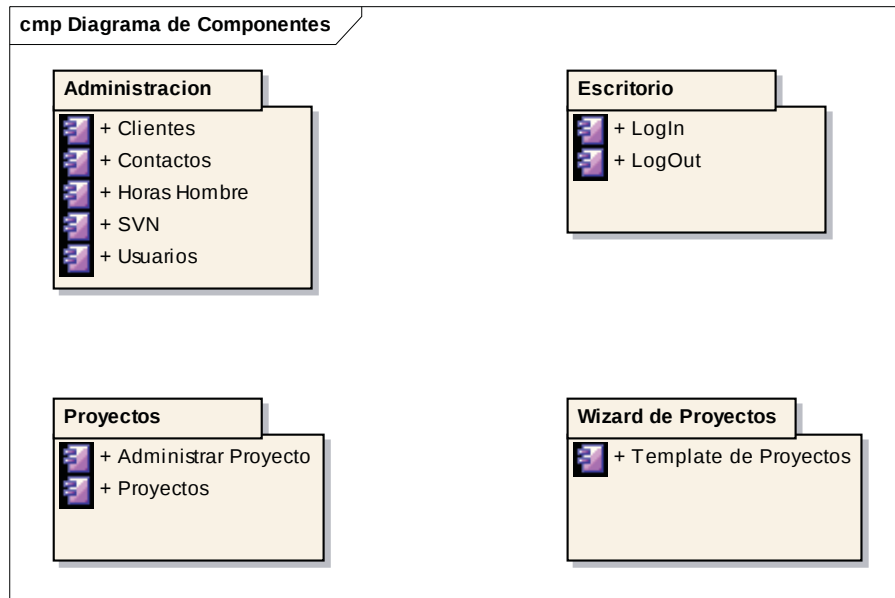 cmp Diagrama de Componentes
Administracion
+ Clientes
+ Contactos
+ Horas Hombre
+ SVN
+ Usuarios
Escritorio
+ LogIn
+ LogOut
Proyectos
+ Administrar Proyecto
+ Proyectos
Wizard de Proyectos
+ Template de Proyectos